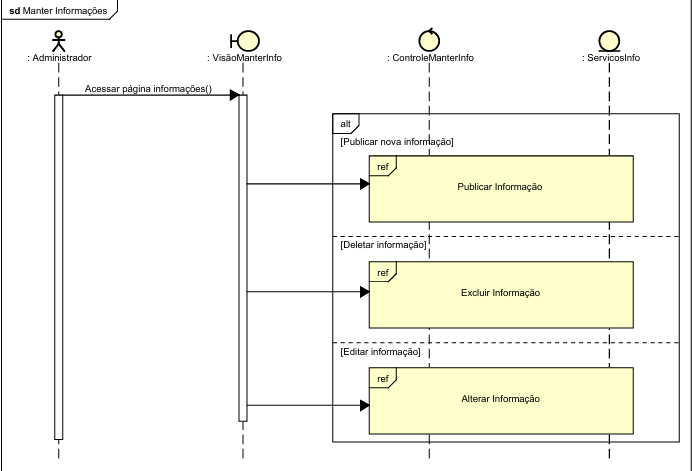 sd Manter Informações
: Administrador
: VisãoManterInfo
: ControleManterInfo
: ServicosInfo
Acessar página informações()
alt
[Publicar nova informação]
ref
Publicar Informação
[Deletar informação]
ref
Excluir Informação
[Editar informação]
ref
Alterar Informação